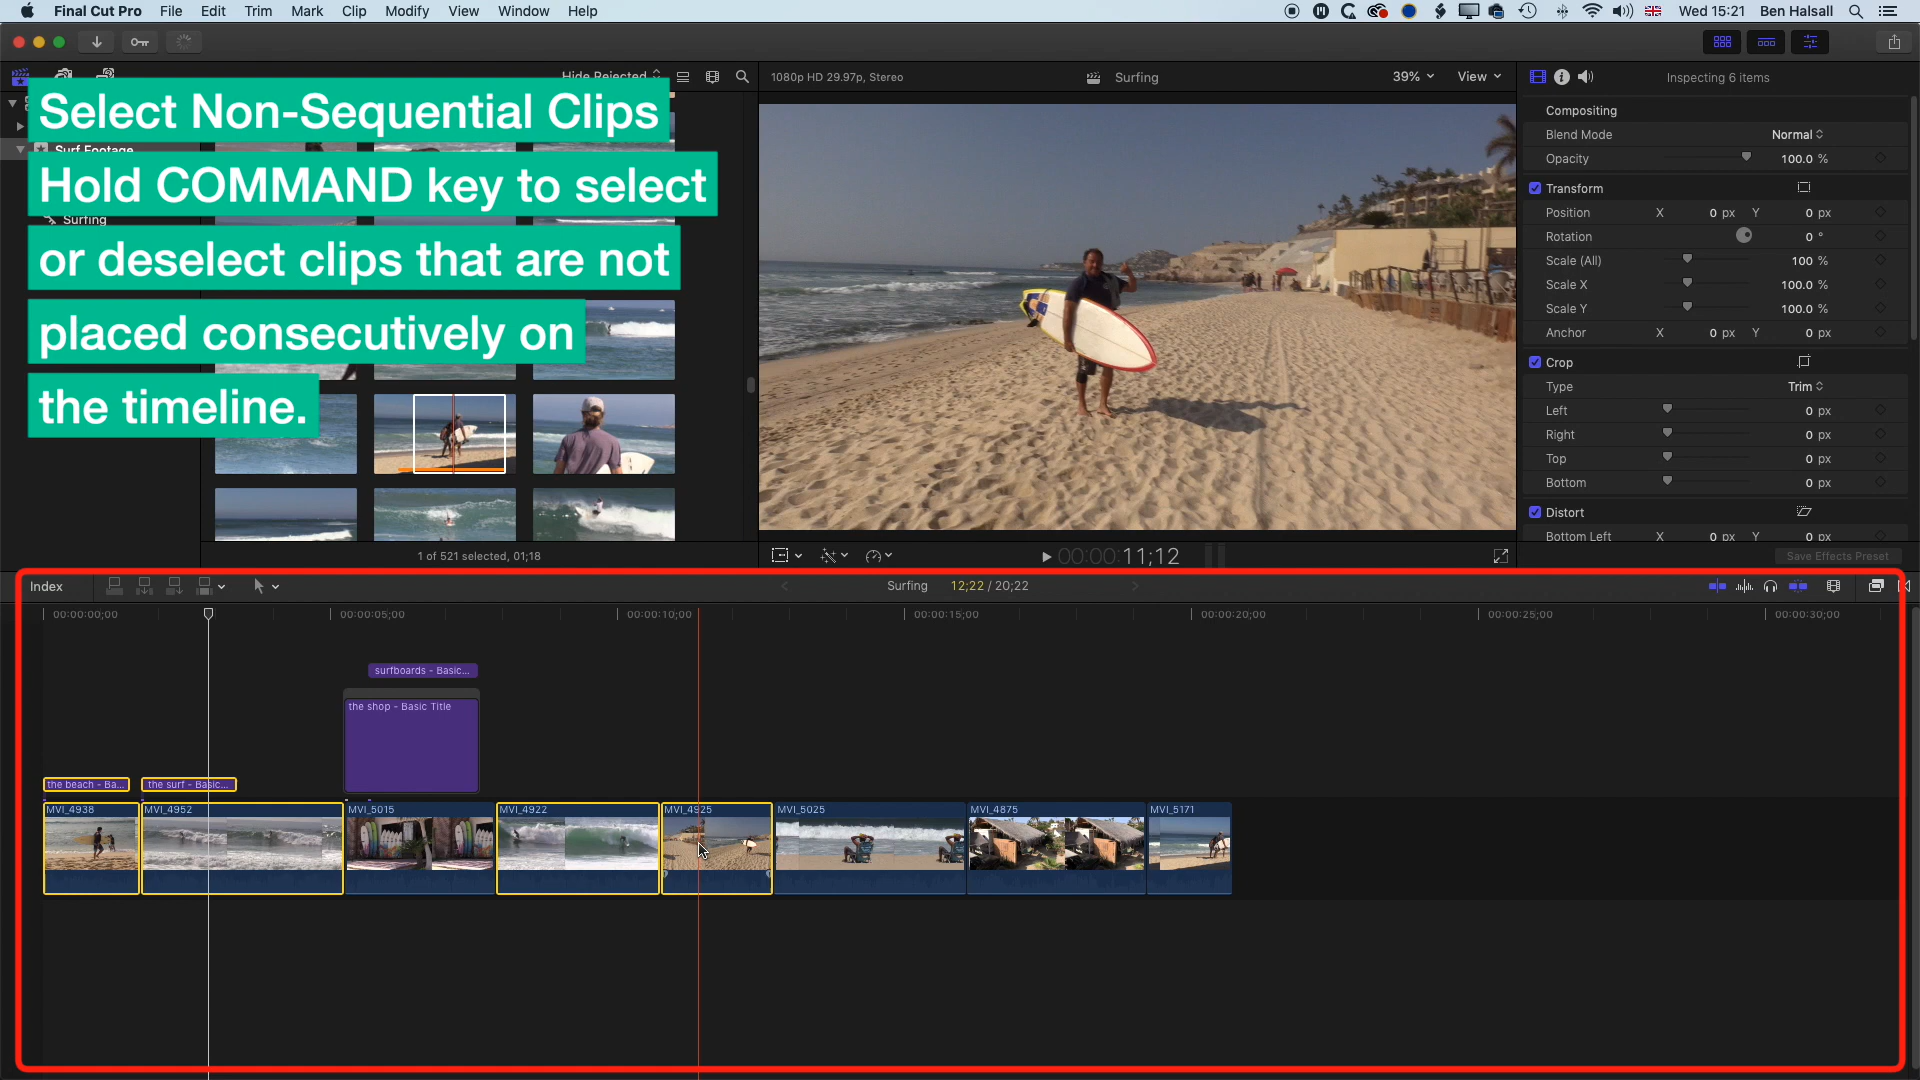 Final Cut Pro File Edit Trim Mark Clip Modify View Window Help Wed 15:21 Ben Halsall
Hide Rejected
1080p HD 29.97p, Stereo Surfing 39% View Inspecting 6 items
Select Non-Sequential Clips
Hold COMMAND key to select
or deselect clips that are not
placed consecutively on
the timeline.
Surf Footage
Surfing
Compositing
Blend Mode Normal
Opacity 100.0 %
Transform
Position X 0 px Y 0 px
Rotation 0 °
Scale (All) 100 %
Scale X 100.0 %
Scale Y 100.0 %
Anchor X 0 px Y 0 px
Crop
Type Trim
Left 0 px
Right 0 px
Top 0 px
Bottom 0 px
Distort
Bottom Left X 0 px Y 0 px
1 of 521 selected, 01;18
00:00:11;12
Save Effects Preset
Index Surfing 12;22 / 20;22
00:00:00;00 00:00:05;00 00:00:10;00 00:00:15;00 00:00:20;00 00:00:25;00 00:00:30;00
surfboards - Basic...
the shop - Basic Title
the beach - Ba... the surf - Basic...
MVI_4938 MVI_4952 MVI_5015 MVI_4922 MVI_4925 MVI_5025 MVI_4875 MVI_5171